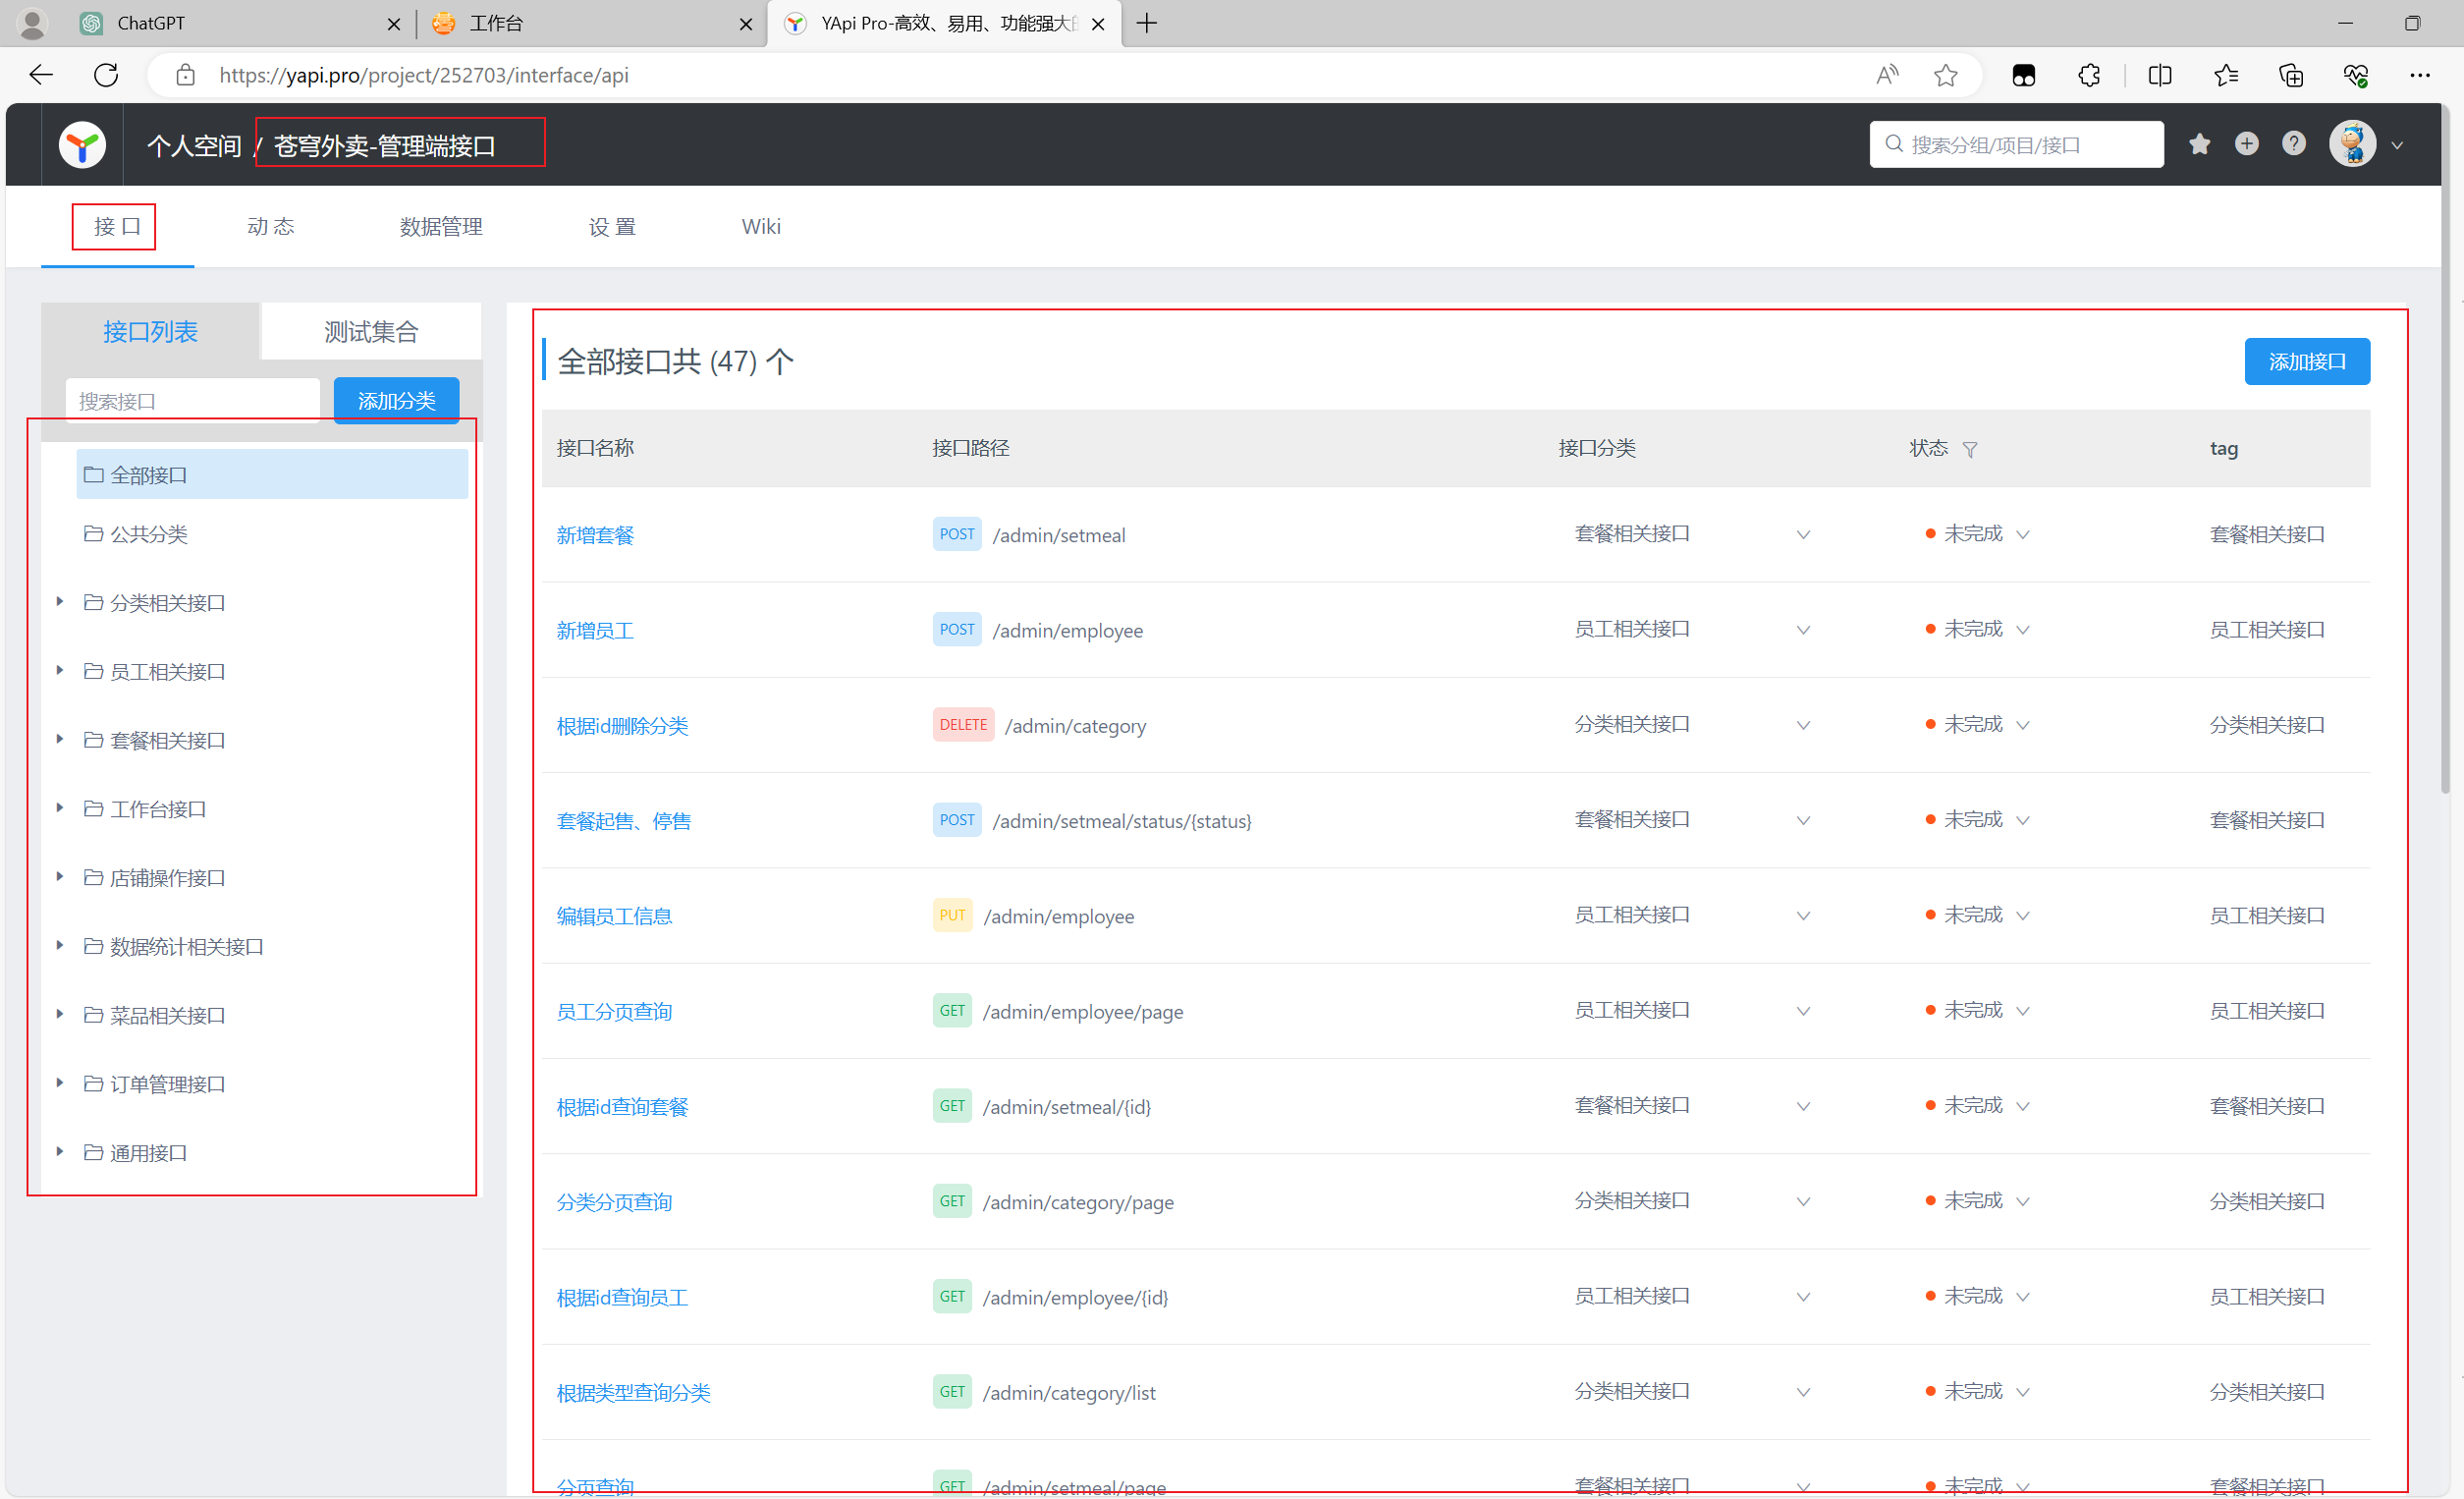 ChatGPT
工作台
YApi Pro-高效、易用、功能强大
https://yapi.pro/project/252703/interface/api
个人空间 / 苍穹外卖-管理端接口
搜索分组/项目/接口
接 口 动 态 数据管理 设 置 Wiki
接口列表 测试集合
搜索接口 添加分类
全部接口
公共分类
分类相关接口
员工相关接口
套餐相关接口
工作台接口
店铺操作接口
数据统计相关接口
菜品相关接口
订单管理接口
通用接口
全部接口共 (47) 个 添加接口
接口名称 接口路径 接口分类 状态 tag
新增套餐 POST /admin/setmeal 套餐相关接口 未完成 套餐相关接口
新增员工 POST /admin/employee 员工相关接口 未完成 员工相关接口
根据id删除分类 DELETE /admin/category 分类相关接口 未完成 分类相关接口
套餐起售、停售 POST /admin/setmeal/status/{status} 套餐相关接口 未完成 套餐相关接口
编辑员工信息 PUT /admin/employee 员工相关接口 未完成 员工相关接口
员工分页查询 GET /admin/employee/page 员工相关接口 未完成 员工相关接口
根据id查询套餐 GET /admin/setmeal/{id} 套餐相关接口 未完成 套餐相关接口
分类分页查询 GET /admin/category/page 分类相关接口 未完成 分类相关接口
根据id查询员工 GET /admin/employee/{id} 员工相关接口 未完成 员工相关接口
根据类型查询分类 GET /admin/category/list 分类相关接口 未完成 分类相关接口
分页查询 GET /admin/setmeal/page 套餐相关接口 未完成 套餐相关接口